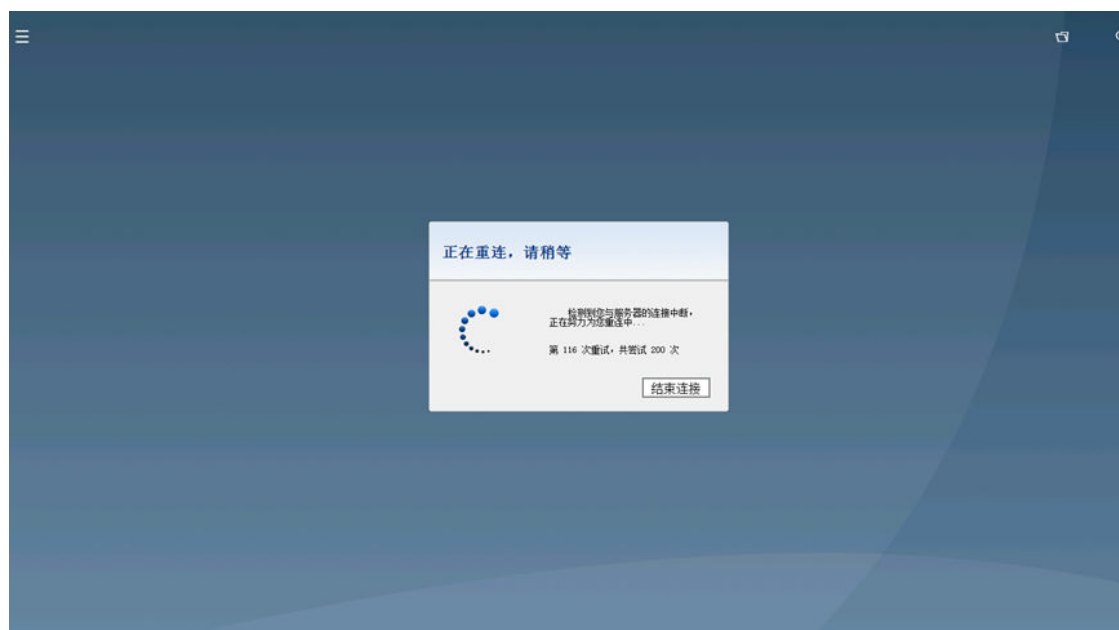 正在重连，请稍等
检测到您与服务器的连接中断，
正在努力为您重连中...
第 116 次重试，共尝试 200 次
结束连接